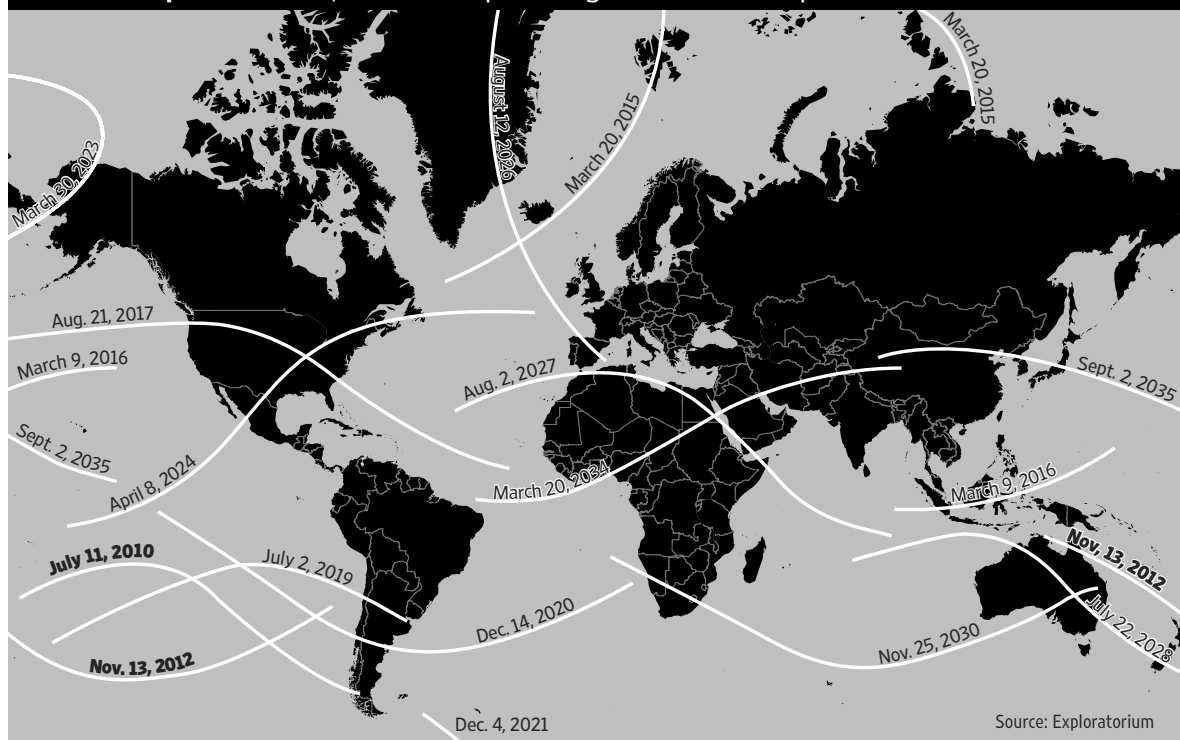 March 20, 2015
August 12, 2026
March 20, 2015
March 30, 2023
Aug. 21, 2017
March 9, 2016
Aug. 2, 2027
Sept. 2, 2035
Sept. 2, 2035
April 8, 2024
March 20, 2034
March 9, 2016
July 11, 2010
July 2, 2019
Nov, 13, 2012
Dec. 14, 2020
July 22, 2028
Nov. 25, 2030
Nov. 13, 2012
Dec. 4, 2021
Source: Exploratorium